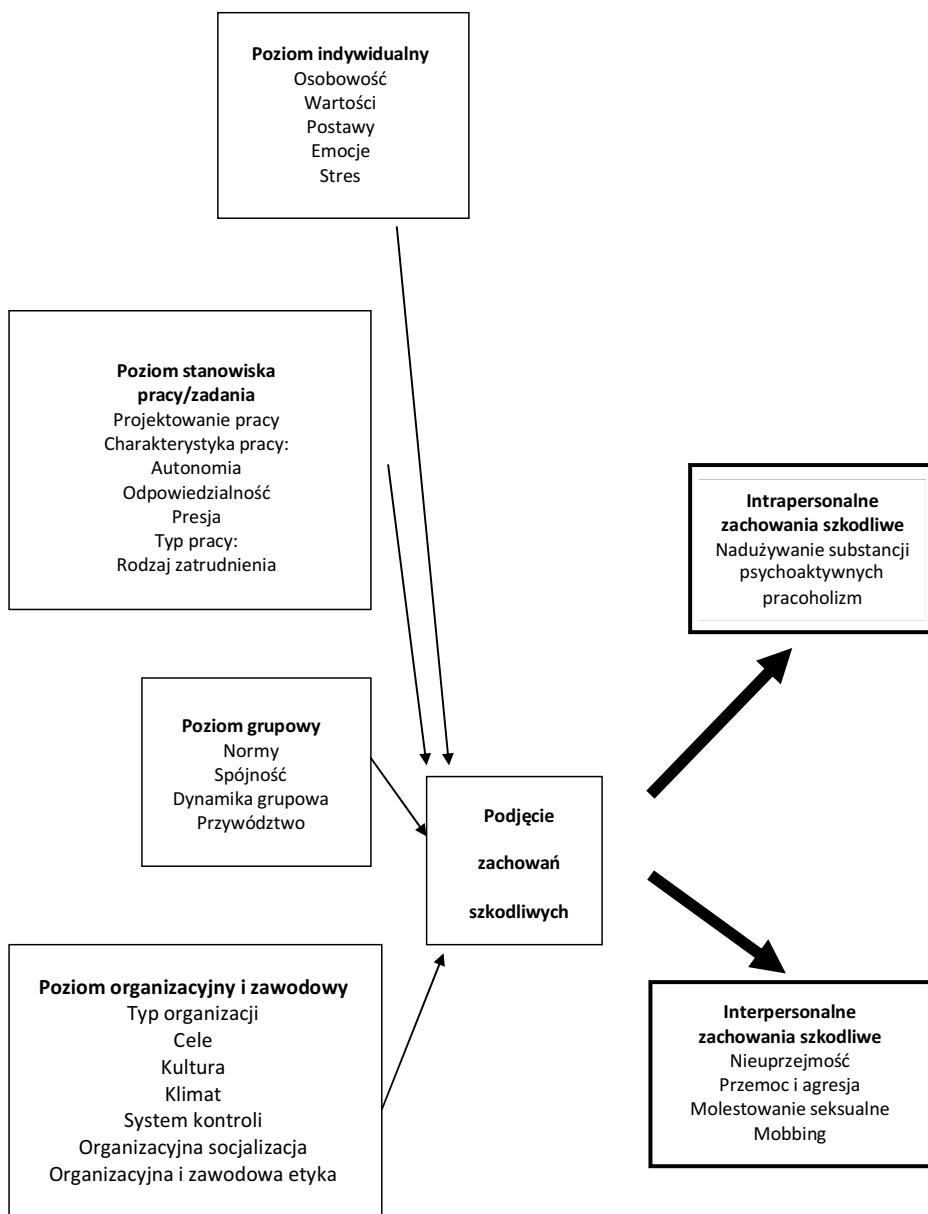 Poziom indywidualny
Osobowość
Wartości
Postawy
Emocje
Stres
Poziom stanowiska
pracy/zadania
Projektowanie pracy
Charakterystyka pracy:
Autonomia
Odpowiedzialność
Presja
Typ pracy:
Rodzaj zatrudnienia
Poziom grupowy
Normy
Spójność
Dynamika grupowa
Przywództwo
Poziom organizacyjny i zawodowy
Typ organizacji
Cele
Kultura
Klimat
System kontroli
Organizacyjna socjalizacja
Organizacyjna i zawodowa etyka
Podjęcie
zachowań
szkodliwych
Intrapersonalne
zachowania szkodliwe
Nadużywanie substancji
psychoaktywnych
pracoholizm
Interpersonalne
zachowania szkodliwe
Nieuprzejmość
Przemoc i agresja
Molestowanie seksualne
Mobbing